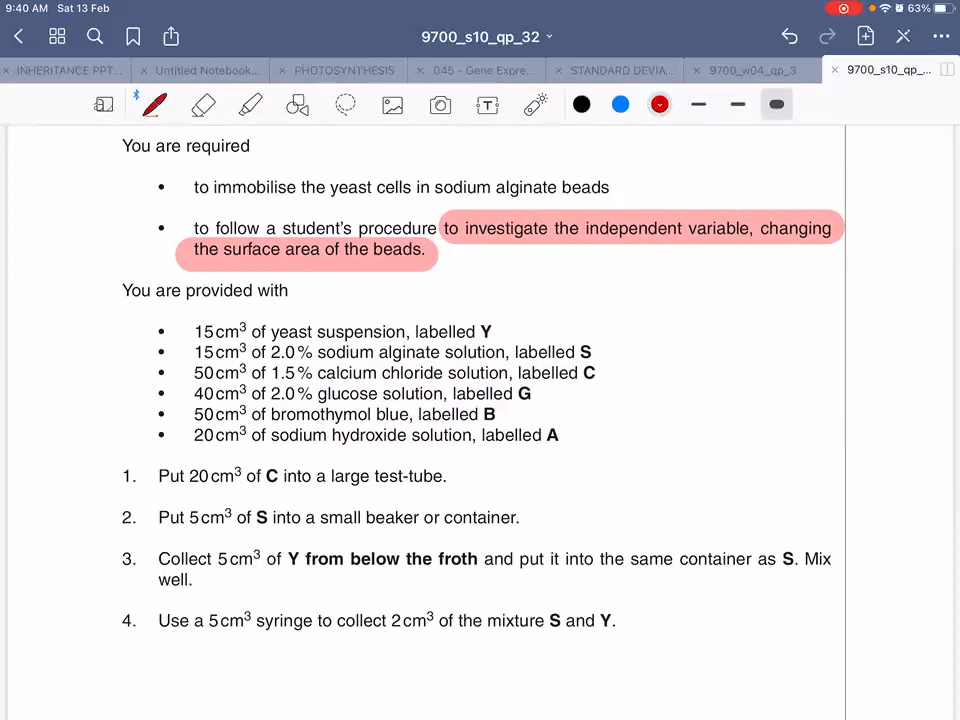 9:40 AM Sat 13 Feb
63%
9700_s10_qp_32
INHERITANCE PPT...
Untitled Notebook...
PHOTOSYNTHESIS
045 - Gene Expre...
STANDARD DEVIA...
9700_w04_qp_3
9700_s10_qp_...
You are required
• to immobilise the yeast cells in sodium alginate beads
• to follow a student's procedure to investigate the independent variable, changing
the surface area of the beads.
You are provided with
• 15 cm³ of yeast suspension, labelled Y
• 15 cm³ of 2.0 % sodium alginate solution, labelled S
• 50 cm³ of 1.5 % calcium chloride solution, labelled C
• 40 cm³ of 2.0 % glucose solution, labelled G
• 50 cm³ of bromothymol blue, labelled B
• 20 cm³ of sodium hydroxide solution, labelled A
1. Put 20 cm³ of C into a large test-tube.
2. Put 5 cm³ of S into a small beaker or container.
3. Collect 5 cm³ of Y from below the froth and put it into the same container as S. Mix
well.
4. Use a 5 cm³ syringe to collect 2 cm³ of the mixture S and Y.